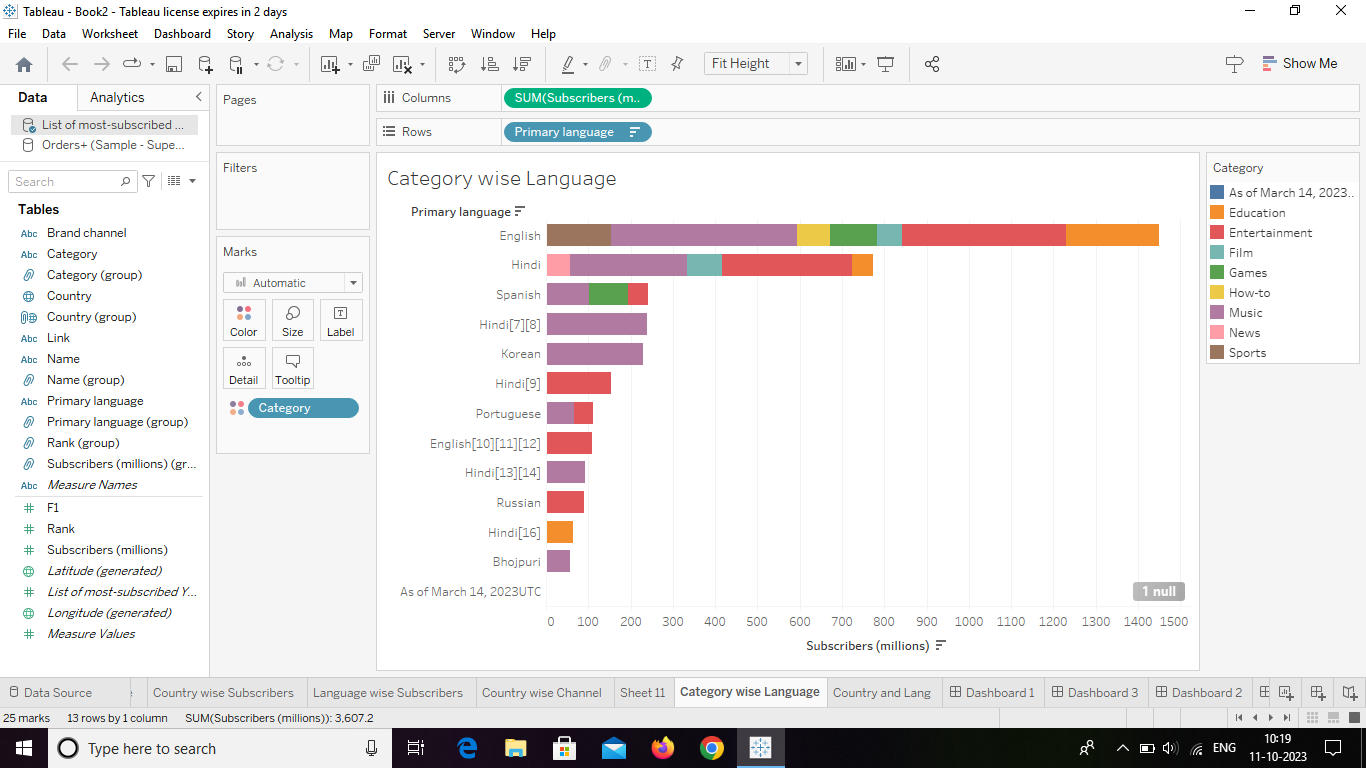 Tableau - Book2 - Tableau license expires in 2 days
File Data Worksheet Dashboard Story Analysis Map Format Server Window Help
Fit Height
Show Me
Data Analytics
List of most-subscribed ...
Orders+ (Sample - Supe...
Search
Tables
Abc Brand channel
Abc Category
Category (group)
Country
Country (group)
Abc Link
Abc Name
Name (group)
Abc Primary language
Primary language (group)
Rank (group)
Subscribers (millions) (gr...
Abc Measure Names
F1
Rank
Subscribers (millions)
Latitude (generated)
List of most-subscribed Y...
Longitude (generated)
Measure Values
Pages
Filters
Marks
Automatic
Color Size Label
Detail Tooltip
Category
Columns SUM(Subscribers (m..
Rows Primary language
Category wise Language
Primary language
English
Hindi
Spanish
Hindi[7][8]
Korean
Hindi[9]
Portuguese
English[10][11][12]
Hindi[13][14]
Russian
Hindi[16]
Bhojpuri
As of March 14, 2023UTC
1 null
0 100 200 300 400 500 600 700 800 900 1000 1100 1200 1300 1400 1500
Subscribers (millions)
Category
As of March 14, 2023..
Education
Entertainment
Film
Games
How-to
Music
News
Sports
Data Source Country wise Subscribers Language wise Subscribers Country wise Channel Sheet 11 Category wise Language Country and Lang Dashboard 1 Dashboard 3 Dashboard 2
25 marks 13 rows by 1 column SUM(Subscribers (millions)): 3,607.2
Type here to search
ENG
10:19
11-10-2023